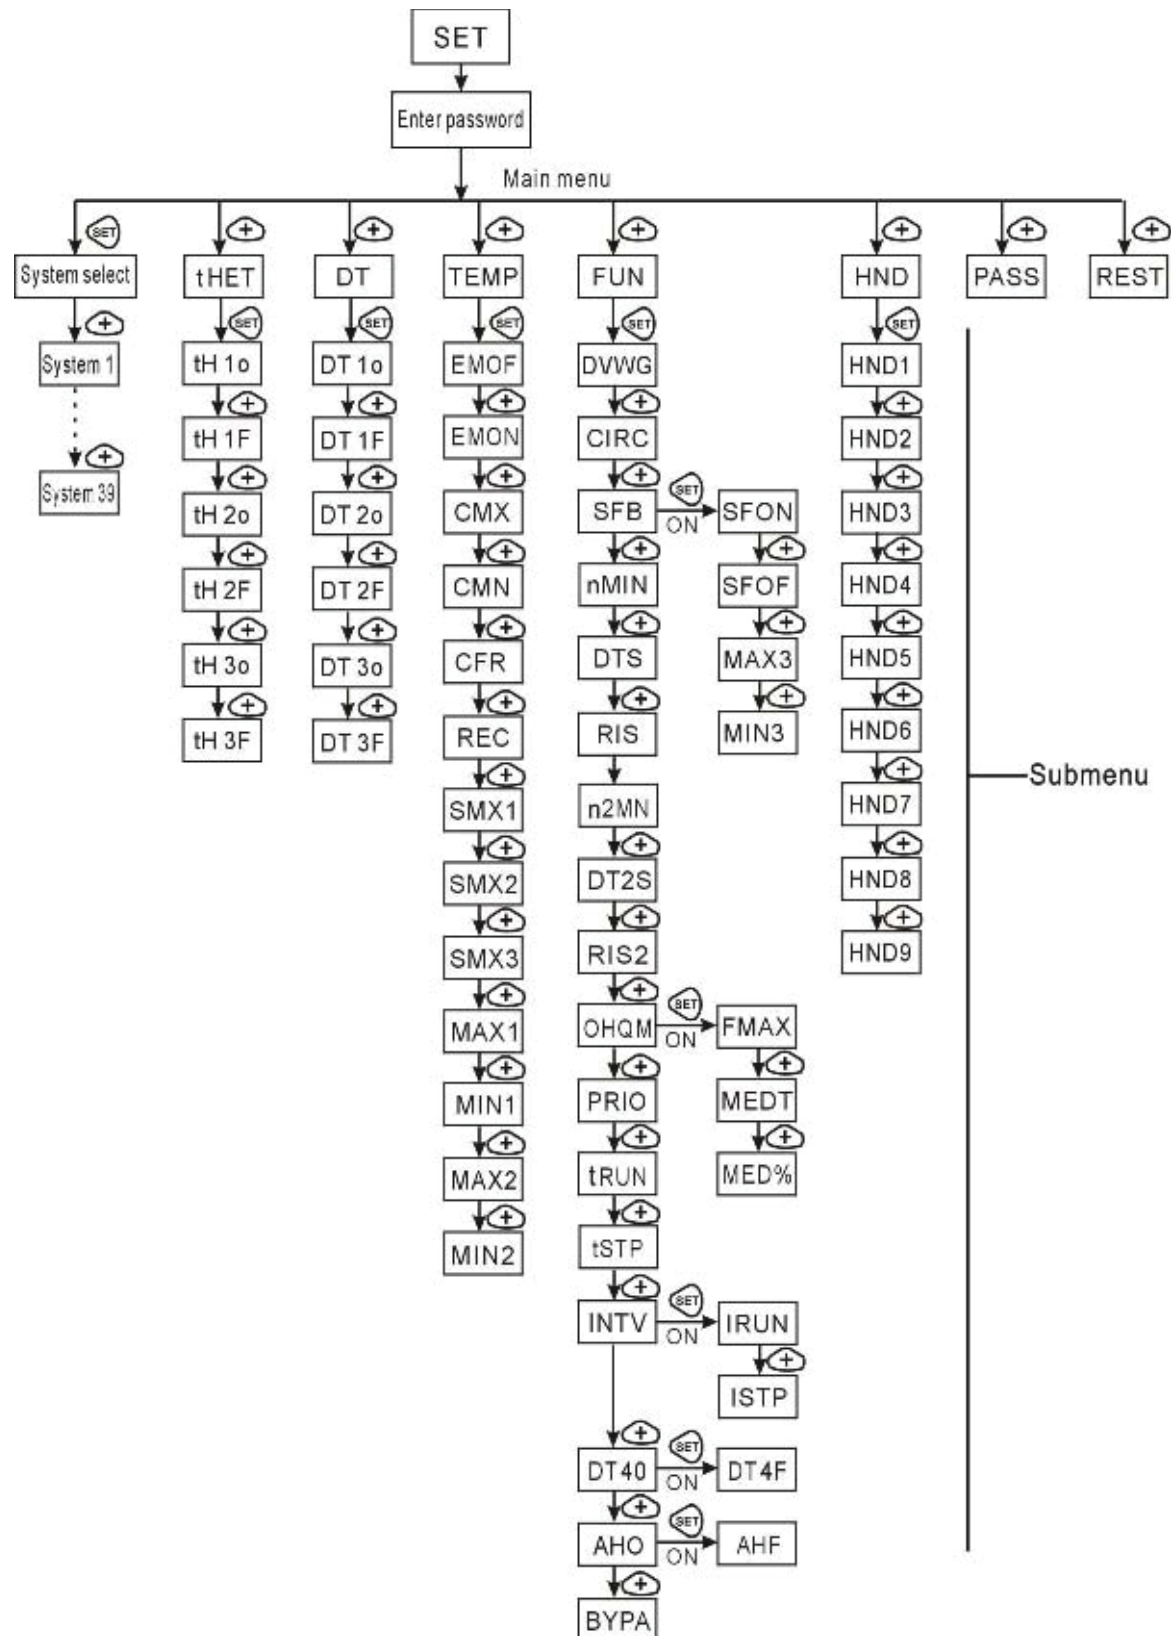 SET
Enter password
Main menu
SET + + + + + + +
System select tHET DT TEMP FUN HND PASS REST
+ SET SET SET SET SET
System 1 tH 1o DT 1o EMOF DVWG HND1
+ + + + +
tH 1F DT 1F EMON CIRC HND2
+ + + + + + SET
System 39 tH 2o DT 2o CMX SFB ON SFON HND3
+ + + + + +
tH 2F DT 2F CMN nMIN SFOF HND4
+ + + + + +
tH 3o DT 3o CFR DTS MAX3 HND5
+ + + + +
tH 3F DT 3F REC RIS MIN3 HND6
+ +
Submenu
SMX1 n2MN HND7
+ + +
SMX2 DT2S HND8
+ + +
SMX3 RIS2 HND9
+ + SET
MAX1 OHQM ON FMAX
+ + +
MIN1 PRIO MEDT
+ + +
MAX2 tRUN MED%
+ +
MIN2 tSTP
+ SET
INTV ON IRUN
+
ISTP
+ SET
DT40 ON DT4F
+ SET
AHO ON AHF
+
BYPA